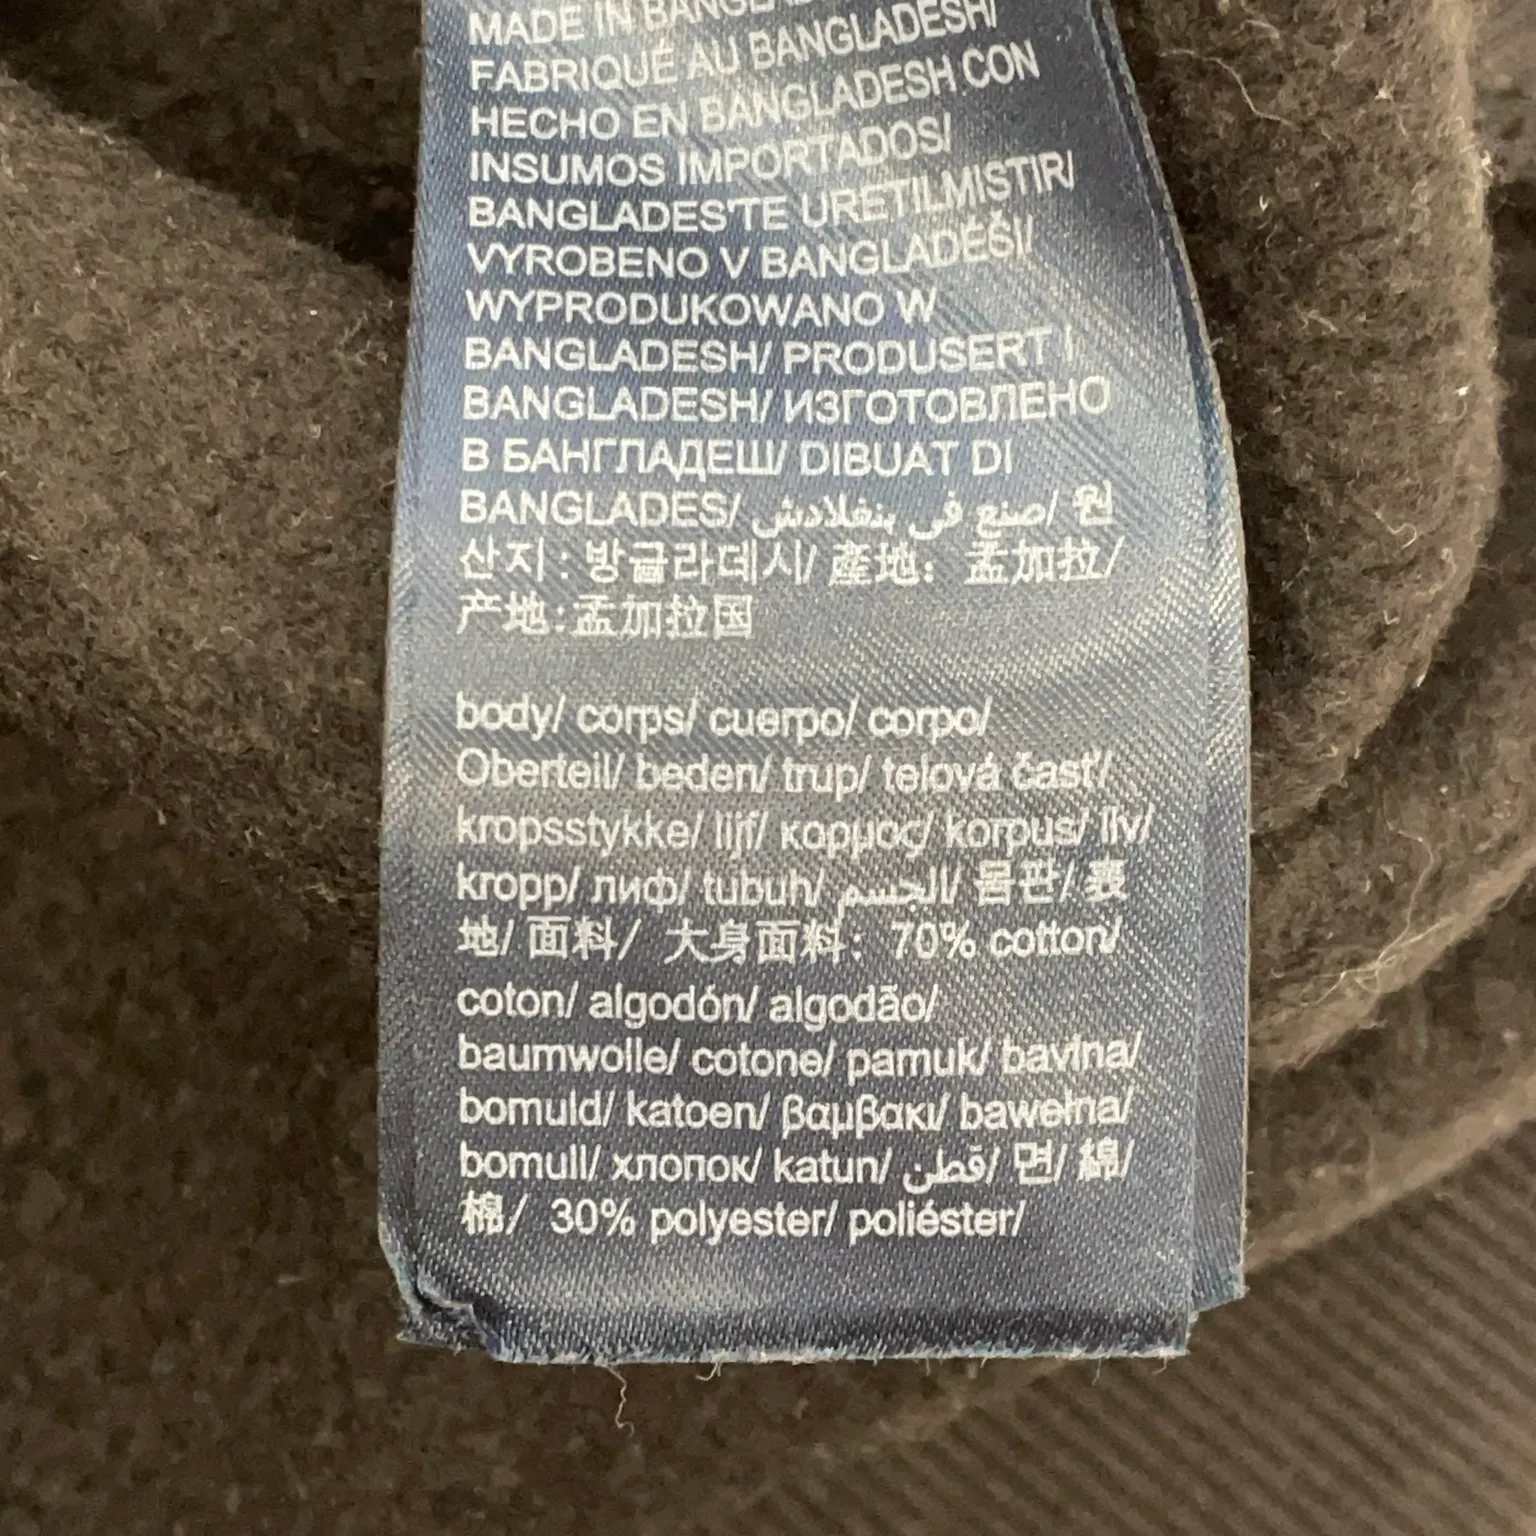 MADE IN BANGLAD
FABRIQUÉ AU BANGLADESH/
HECHO EN BANGLADESH CON
INSUMOS IMPORTADOS/
BANGLADES'TE URETILMISTIR/
VYROBENO V BANGLADÉŠI/
WYPRODUKOWANO W
BANGLADESH/ PRODUSERT I
BANGLADESH/ ИЗГОТОВЛЕНО
В БАНГЛАДЕШ/ DIBUAT DI
BANGLADES/ صنع في بنغلادش/ 원
산지 : 방글라데시/ 產地: 孟加拉/
产地:孟加拉国
body/ corps/ cuerpo/ corpo/
Oberteil/ beden/ trup/ telová časť/
kropsstykke/ lijf/ κορμος/ korpus/ liv/
kropp/ лиф/ tubuh/ الجسم/ 몸판/ 表
地/ 面料/ 大身面料: 70% cotton/
coton/ algodón/ algodão/
baumwolle/ cotone/ pamuk/ bavlna/
bomuld/ katoen/ βαμβακι/ bawełna/
bomull/ хлопок/ katun/ قطن/ 면/ 綿/
棉/ 30% polyester/ poliéster/